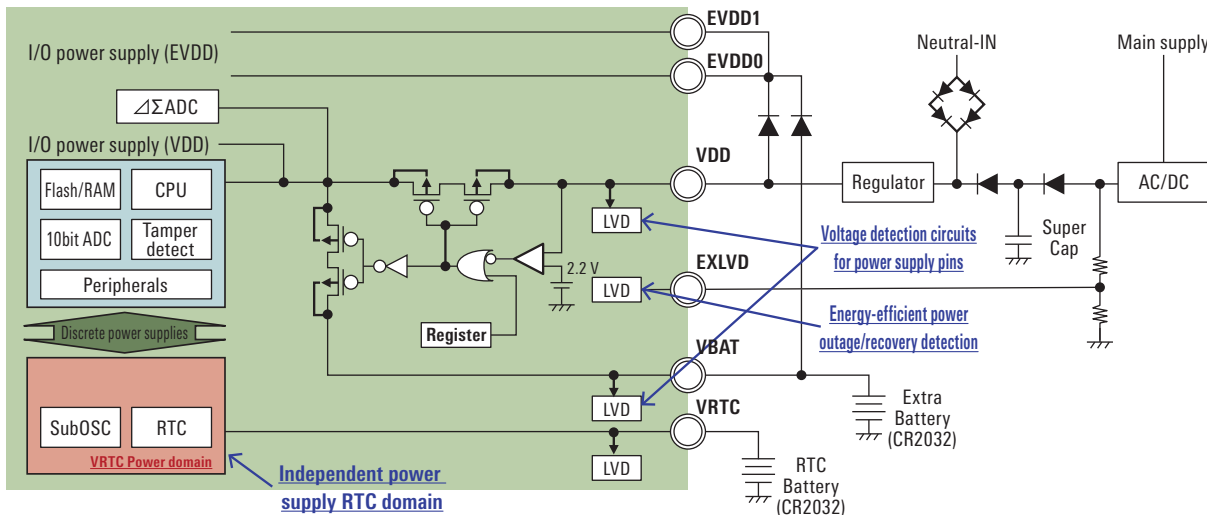 EVDD1
I/O power supply (EVDD)
Neutral-IN
Main supply
EVDD0
⊿ΣADC
I/O power supply (VDD)
VDD
Flash/RAM
CPU
Regulator
AC/DC
10bit ADC
Tamper
detect
LVD
Voltage detection circuits
for power supply pins
Super
Cap
2.2 V
EXLVD
Peripherals
LVD
Energy-efficient power
outage/recovery detection
Discrete power supplies
Register
VBAT
LVD
Extra
Battery
(CR2032)
VRTC
SubOSC
RTC
VRTC Power domain
LVD
Independent power
supply RTC domain
RTC
Battery
(CR2032)